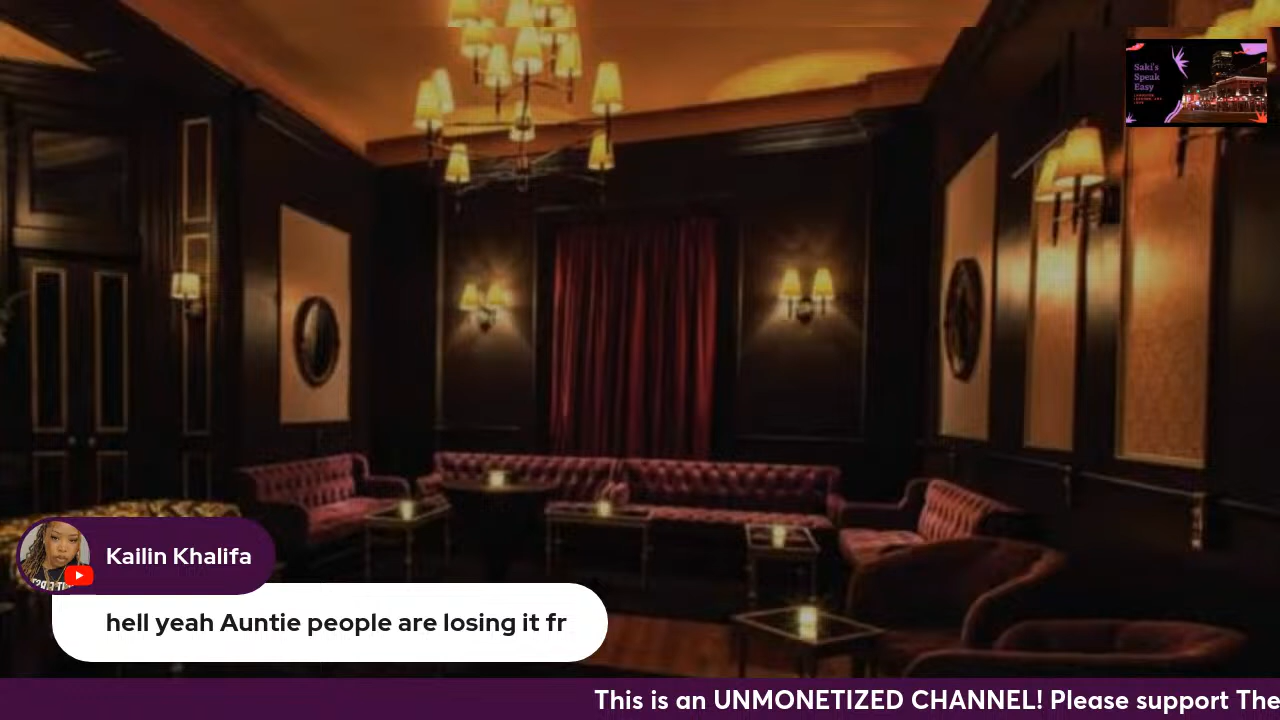 Saki's
Speak
Easy
Kailin Khalifa
hell yeah Auntie people are losing it fr
This is an UNMONETIZED CHANNEL! Please support The